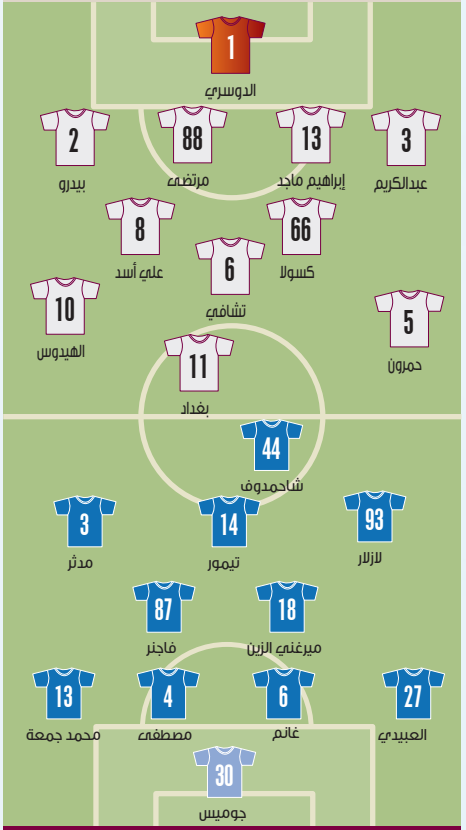 1
الدوسري
3 13 88 2
عبدالكريم إبراهيم ماجد مرتضى بيدرو
66 8
كسولا علي أسد
6
تشافي
10
الهيدوس
5
حمرون
11
بغداد
44
شاحمدوف
93 14 3
لازلار تيمور مدثر
18 87
ميرغني الزين فاجنر
27 6 4 13
العبيدي غانم مصطفى محمد جمعة
30
جوميس